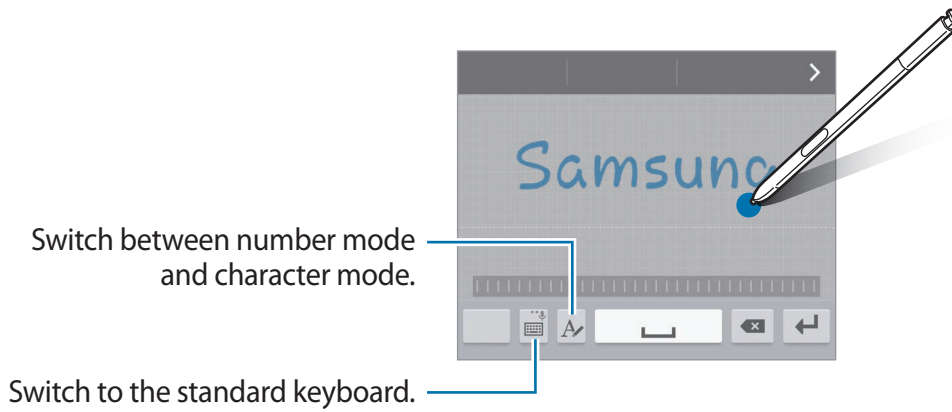 Samsung
Switch between number mode
and character mode.
Switch to the standard keyboard.